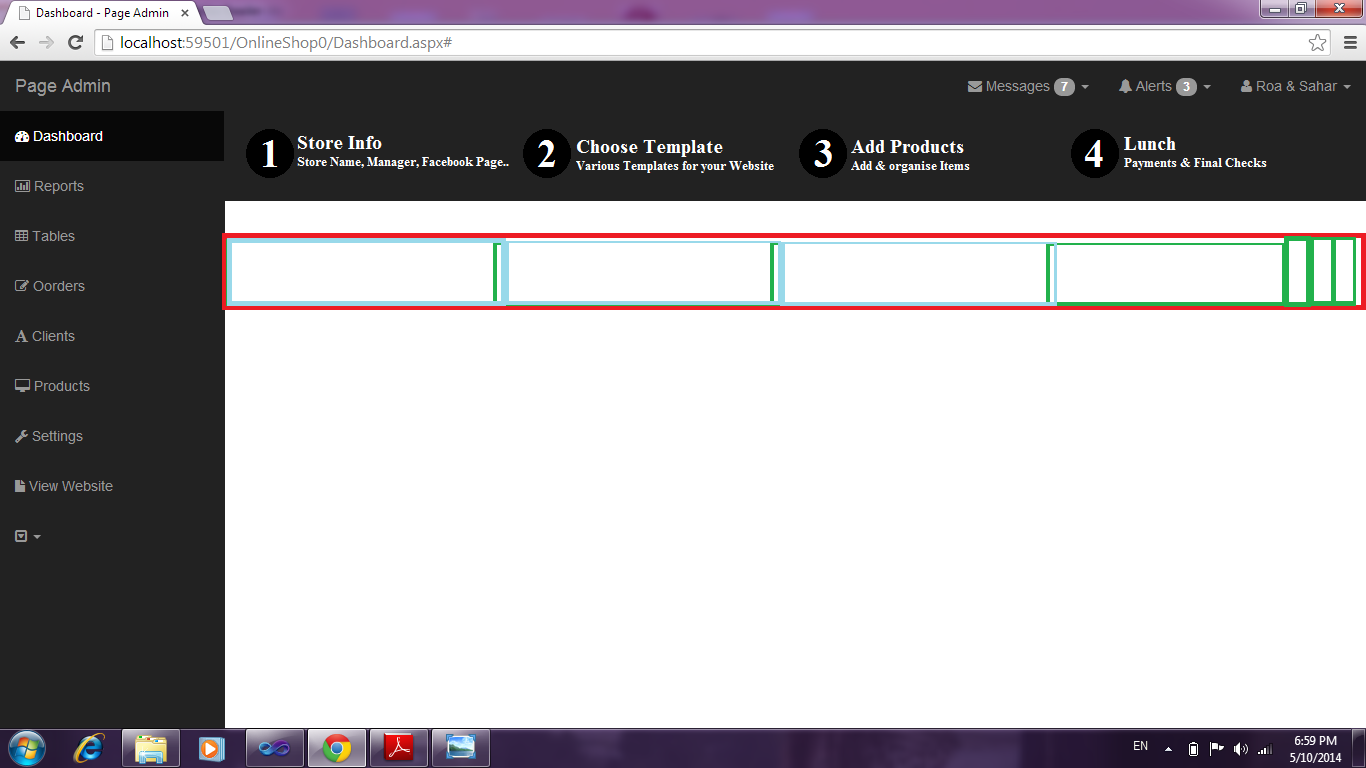 Dashboard - Page Admin
localhost:59501/OnlineShop0/Dashboard.aspx#
Page Admin
Messages 7
Alerts 3
Roa & Sahar
Dashboard
Reports
Tables
Oorders
Clients
Products
Settings
View Website
1 Store Info
Store Name, Manager, Facebook Page..
2 Choose Template
Various Templates for your Website
3 Add Products
Add & organise Items
4 Lunch
Payments & Final Checks
EN
6:59 PM
5/10/2014